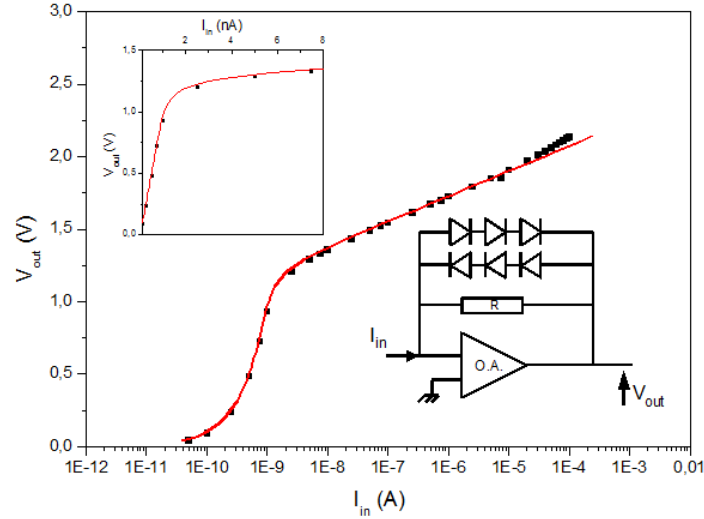 3,0
2,5
2,0
1,5
1,0
0,5
0,0
V_out (V)
1E-12 1E-11 1E-10 1E-9 1E-8 1E-7 1E-6 1E-5 1E-4 1E-3 0,01
I_in (A)
I_in (nA)
2 4 6 8
1,5
1,0
0,5
0,0
V_out (V)
R
I_in
O.A.
V_out